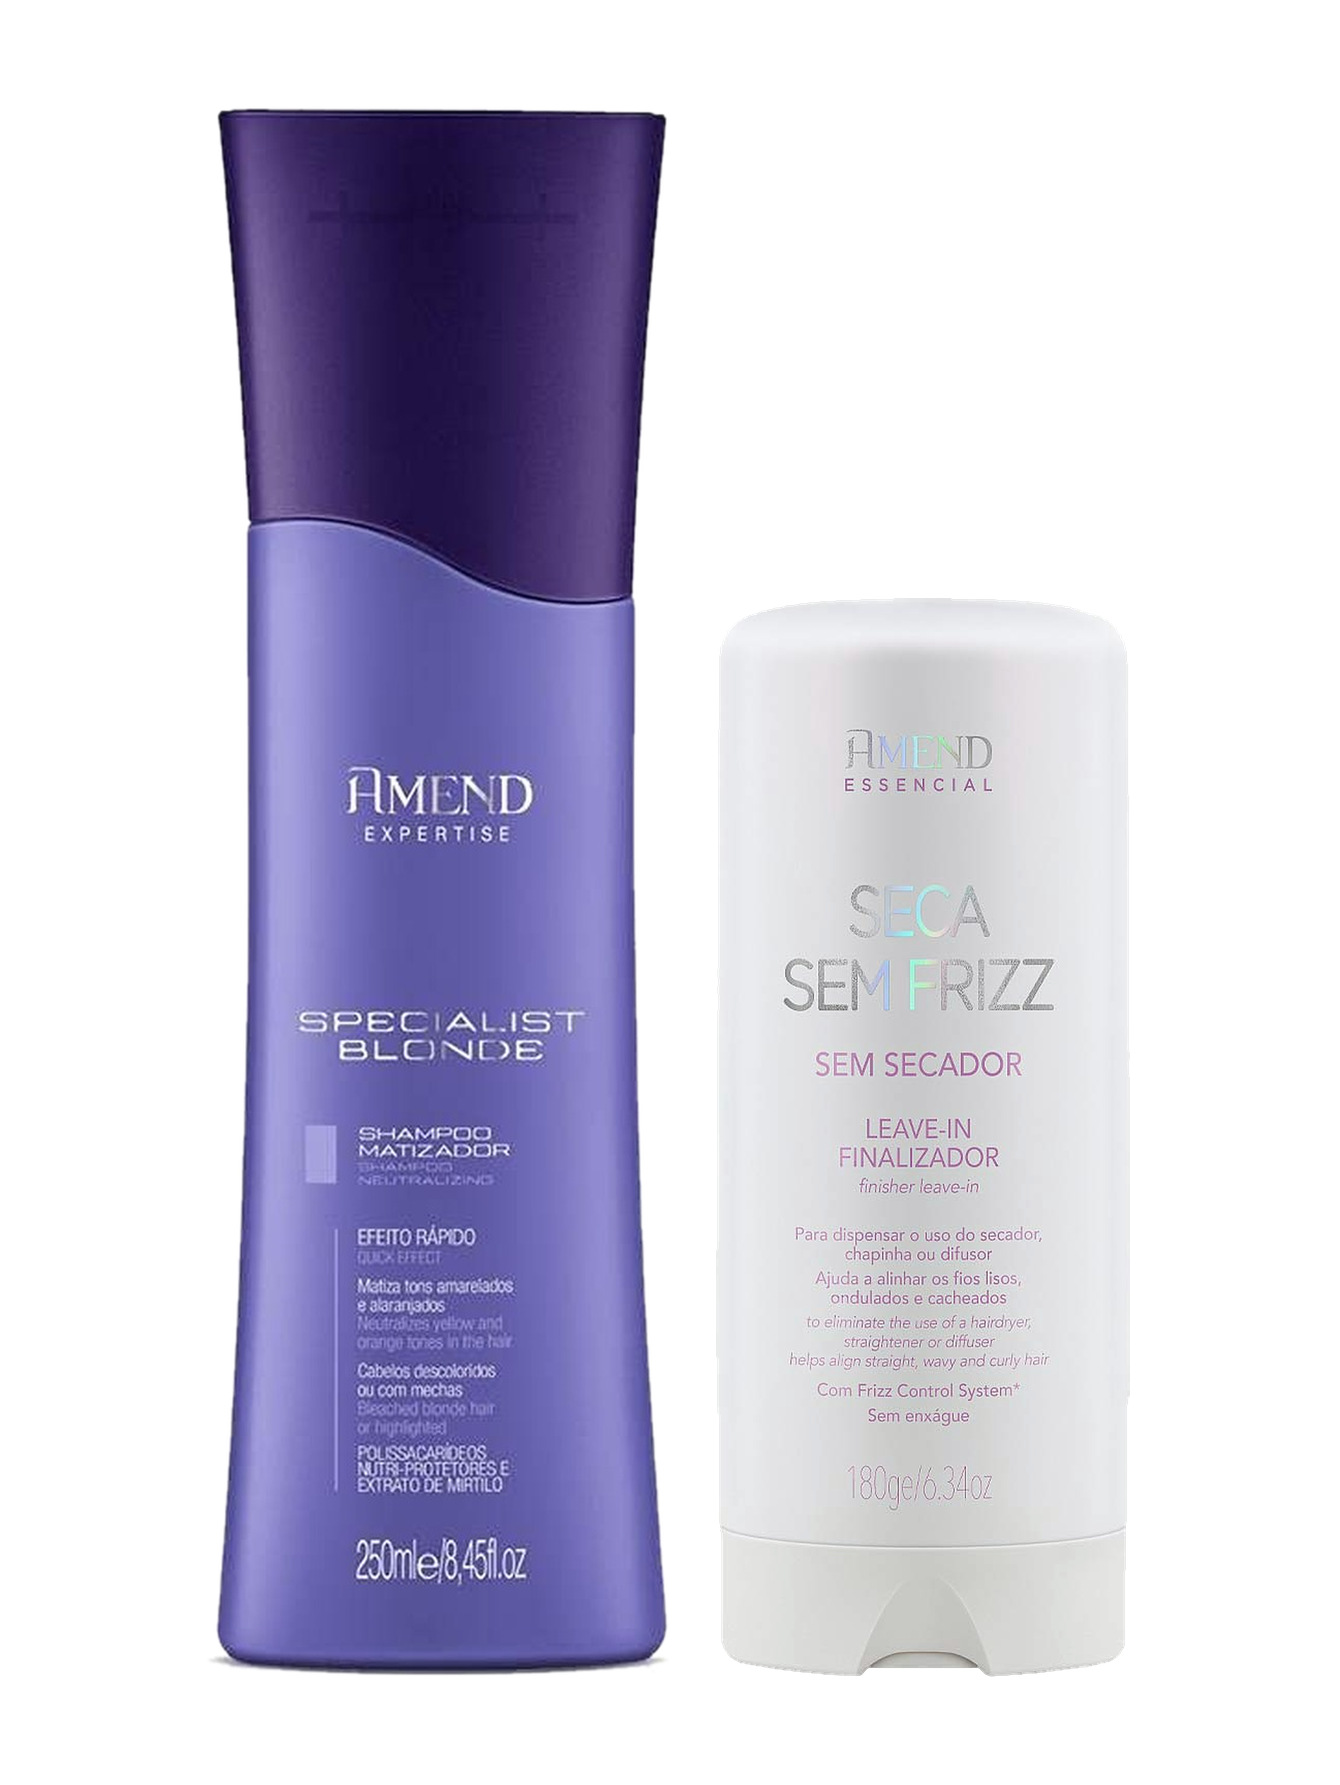 AMEND
EXPERTISE
SPECIALIST
BLONDE
SHAMPOO
MATIZADOR
SHAMPOO
NEUTRALIZING
EFEITO RÁPIDO
QUICK EFFECT
Matiza tons amarelados
e alaranjados
Neutralizes yellow and
orange tones in the hair
Cabelos descoloridos
ou com mechas
Bleached blonde hair
or highlighted
POLISSACARÍDEOS
NUTRI-PROTETORES E
EXTRATO DE MIRTILO
250mle/8,45fl.oz
AMEND
ESSENCIAL
SECA
SEM FRIZZ
SEM SECADOR
LEAVE-IN
FINALIZADOR
finisher leave-in
Para dispensar o uso do secador,
chapinha ou difusor
Ajuda a alinhar os fios lisos,
ondulados e cacheados
to eliminate the use of a hairdryer,
straightener or diffuser
helps align straight, wavy and curly hair
Com Frizz Control System*
Sem enxágue
180ge/6.34oz